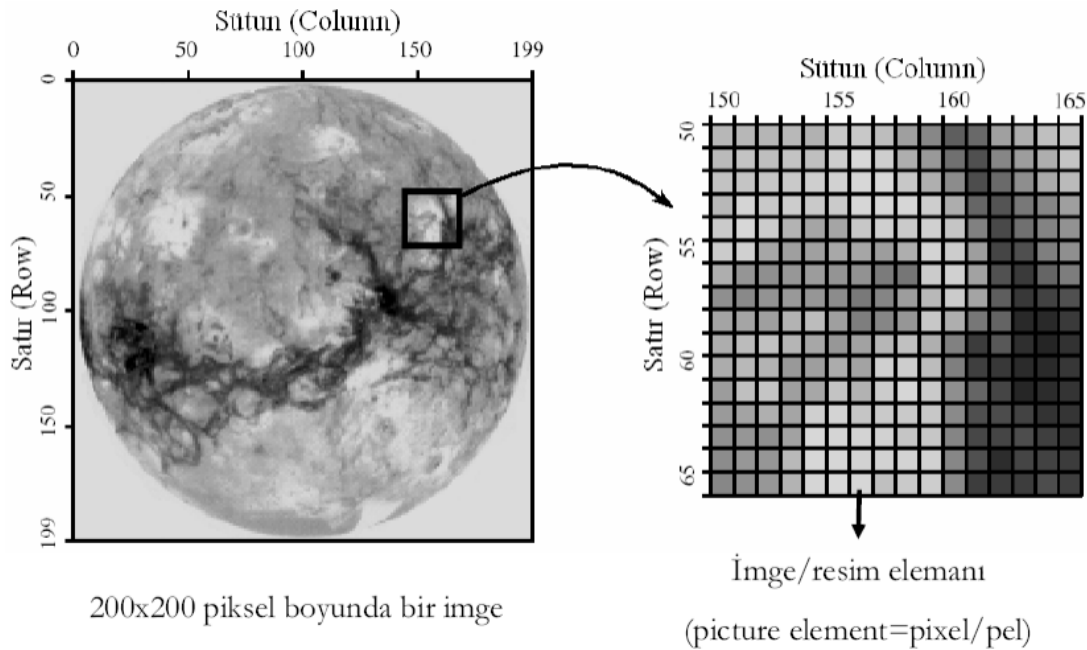 Sütun (Column)
0 50 100 150 199
0
50
100
150
199
Satır (Row)
200x200 piksel boyunda bir imge
Sütun (Column)
150 155 160 165
50
55
60
65
Satır (Row)
İmge/resim elemanı
(picture element=pixel/pel)